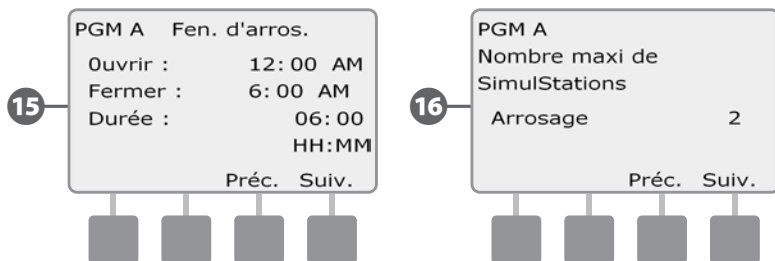 PGM A Fen. d'arros.
Ouvrir : 12:00 AM
Fermer : 6:00 AM
Durée : 06:00
HH:MM
Préc. Suiv.
15
PGM A
Nombre maxi de
SimulStations
Arrosage 2
Préc. Suiv.
16